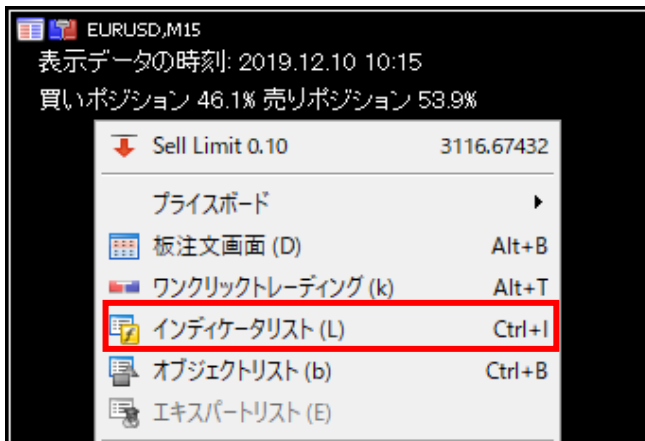 EURUSD,M15
表示データの時刻: 2019.12.10 10:15
買いポジション 46.1% 売りポジション 53.9%
Sell Limit 0.10 3116.67432
プライスボード
板注文画面 (D) Alt+B
ワンクリックトレーディング (k) Alt+T
インディケータリスト (L) Ctrl+I
オブジェクトリスト (b) Ctrl+B
エキスパートリスト (E)